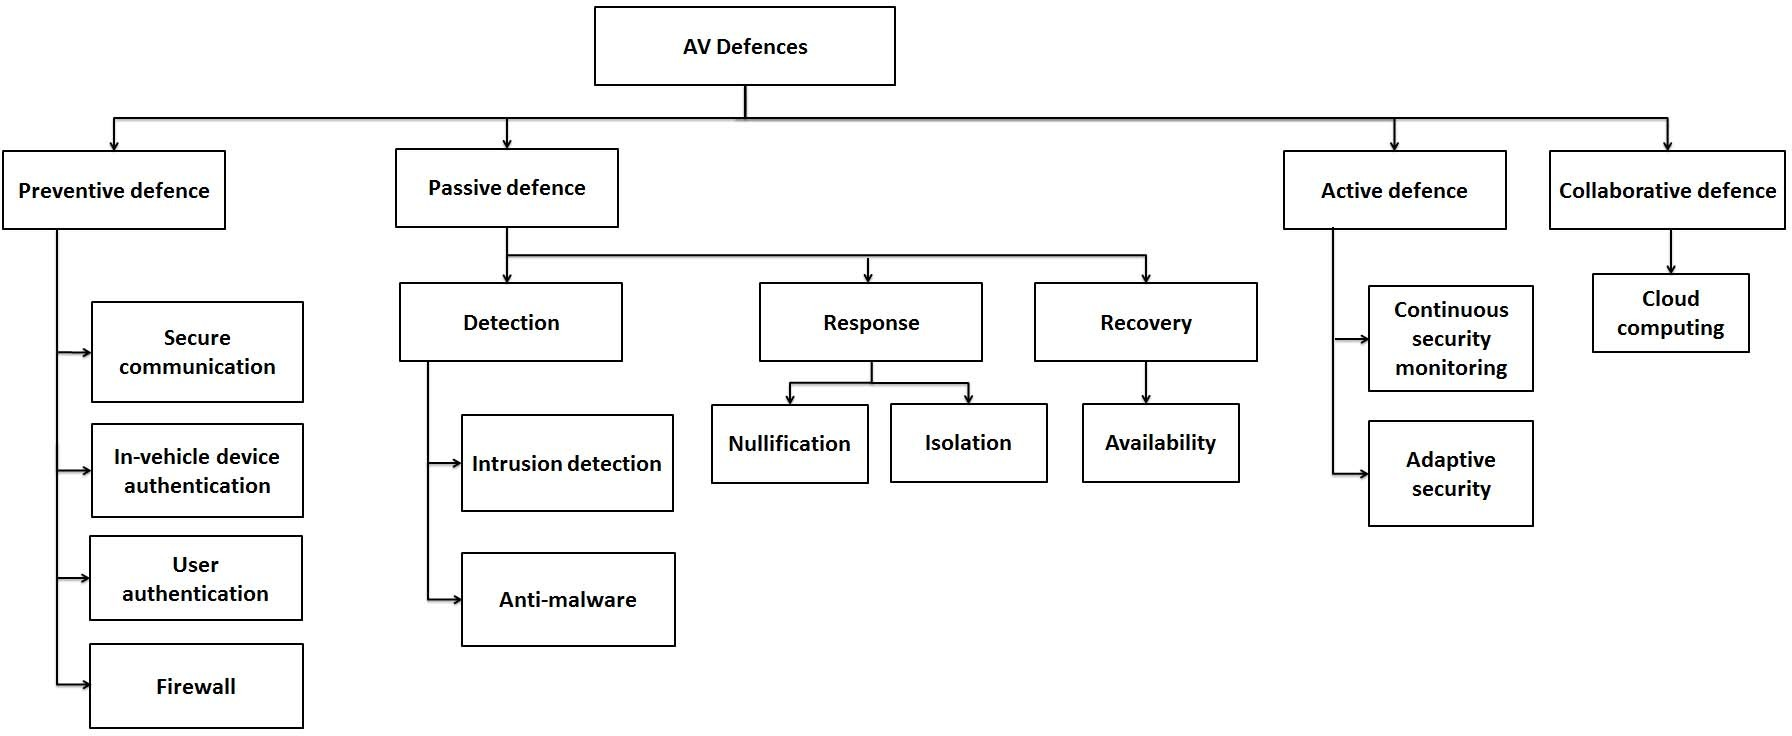 AV Defences
Preventive defence
Passive defence
Active defence
Collaborative defence
Secure
communication
In-vehicle device
authentication
User
authentication
Firewall
Detection
Response
Recovery
Intrusion detection
Anti-malware
Nullification
Isolation
Availability
Continuous
security
monitoring
Adaptive
security
Cloud
computing